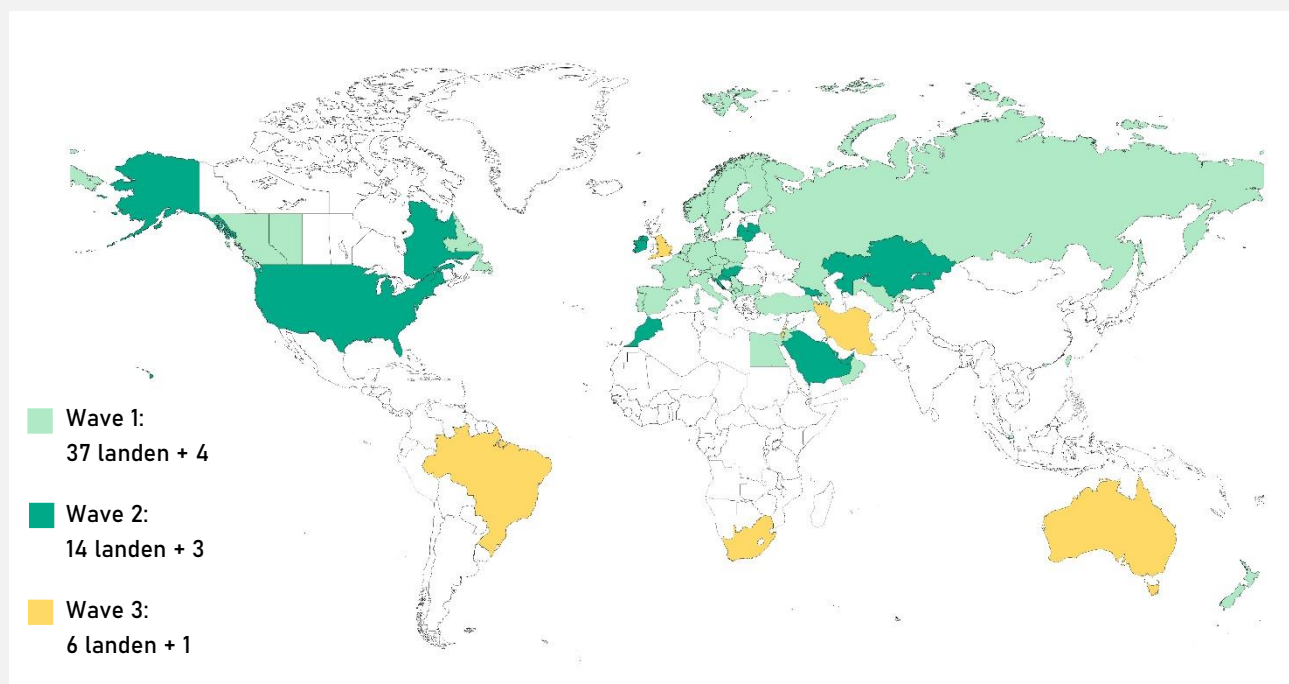 Wave 1:
37 landen + 4
Wave 2:
14 landen + 3
Wave 3:
6 landen + 1